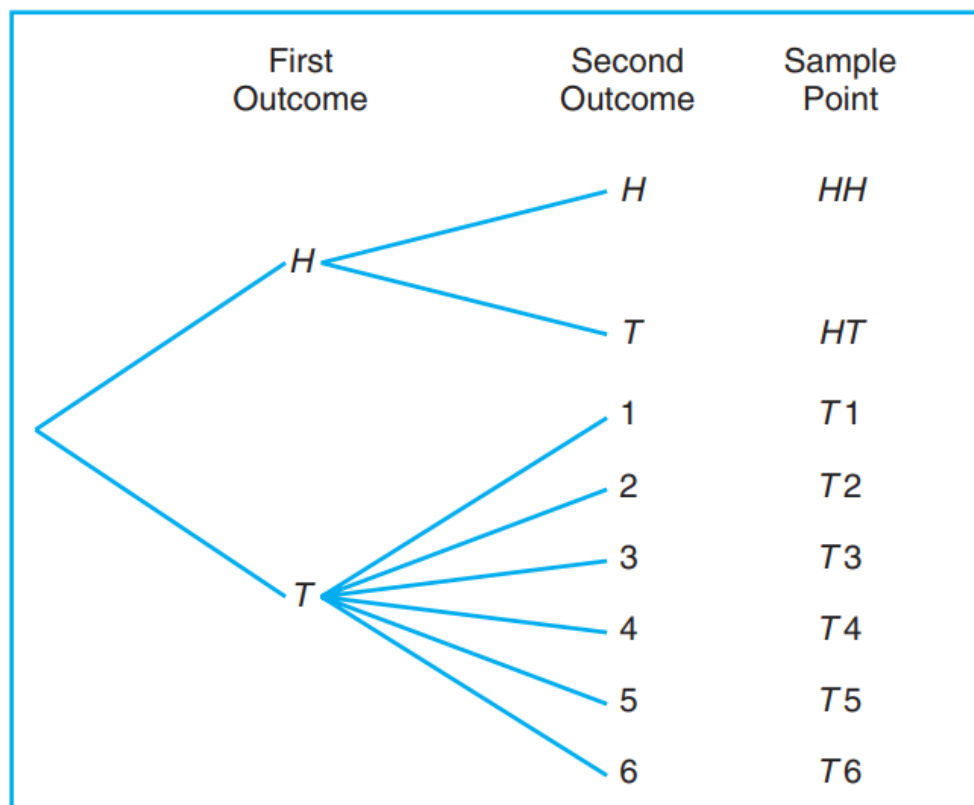 First Second Sample
Outcome Outcome Point
H HH
H
T HT
1 T1
2 T2
3 T3
T
4 T4
5 T5
6 T6